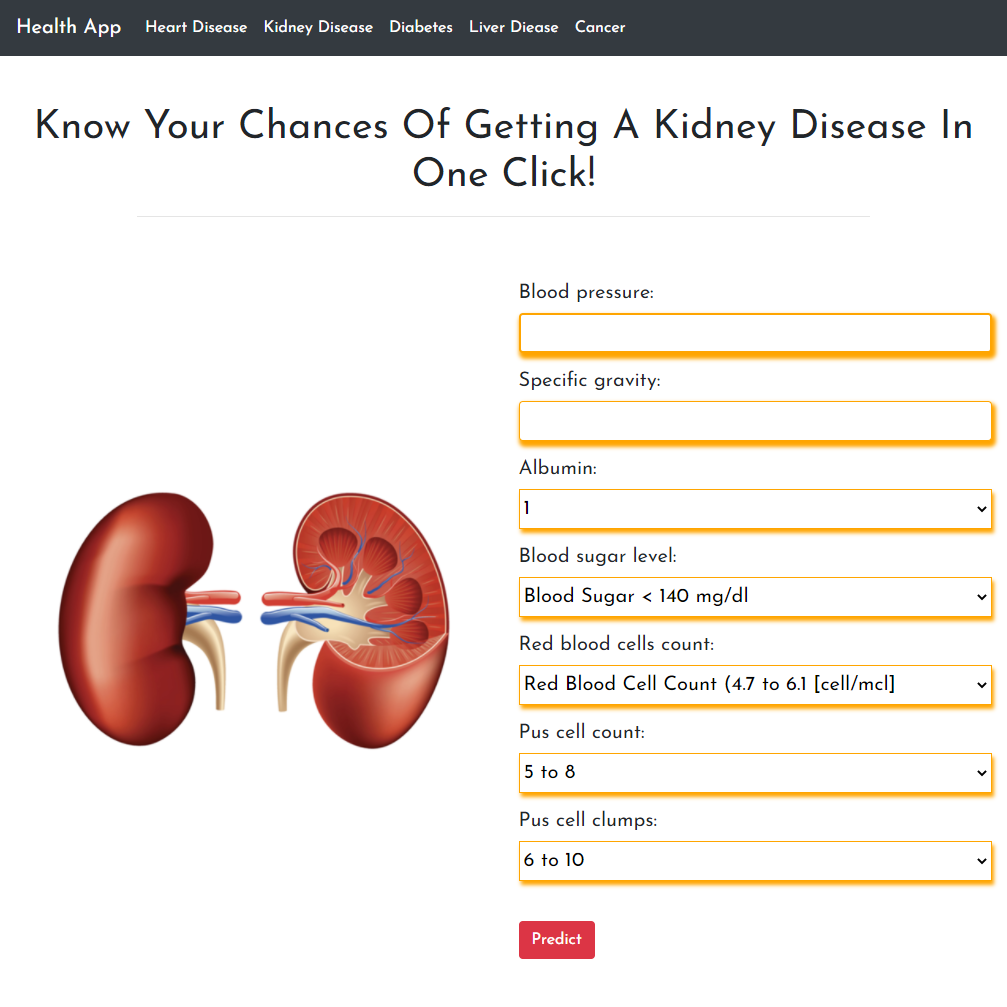 Health App Heart Disease Kidney Disease Diabetes Liver Diease Cancer
Know Your Chances Of Getting A Kidney Disease In
One Click!
Blood pressure:
Specific gravity:
Albumin:
1
Blood sugar level:
Blood Sugar < 140 mg/dl
Red blood cells count:
Red Blood Cell Count (4.7 to 6.1 [cell/mcl]
Pus cell count:
5 to 8
Pus cell clumps:
6 to 10
Predict